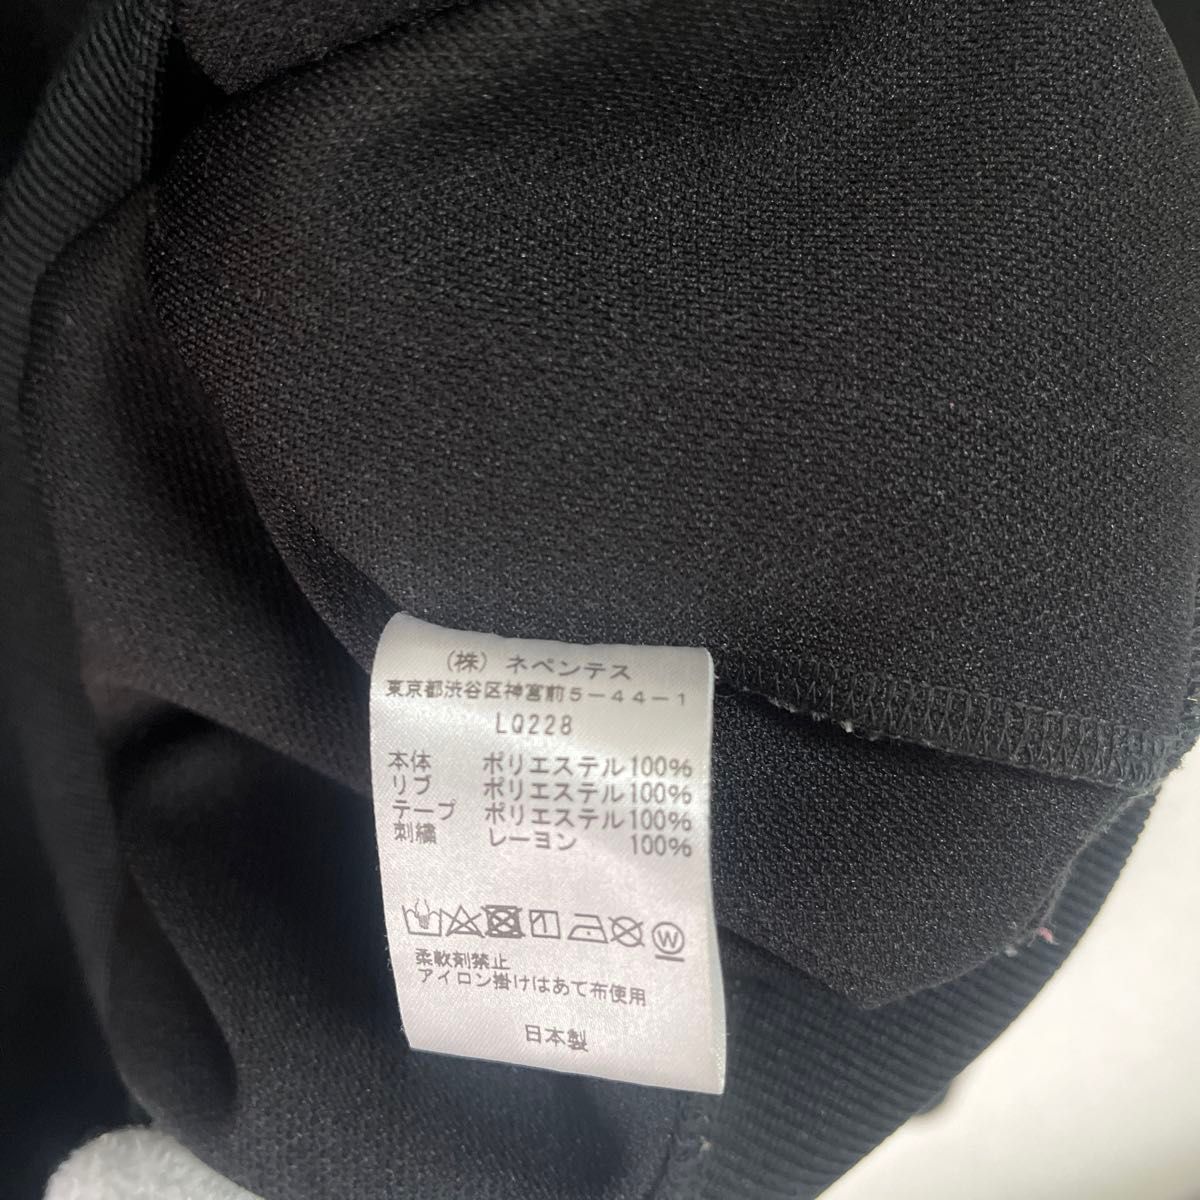 （株）ネペンテス
東京都渋谷区神宮前５－４４－１
LQ228
本体 ポリエステル100%
リブ ポリエステル100%
テープ ポリエステル100%
刺繍 レーヨン 100%
W
柔軟剤禁止
アイロン掛けはあて布使用
日本製